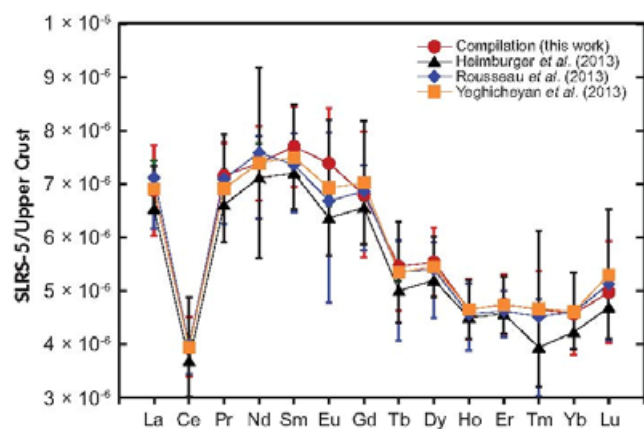 1 × 10⁻⁵
9 × 10⁻⁶
8 × 10⁻⁶
7 × 10⁻⁶
6 × 10⁻⁶
5 × 10⁻⁶
4 × 10⁻⁶
3 × 10⁻⁶
SLRS-5/Upper Crust
Compilation (this work)
Heimburger et al. (2013)
Rousseau et al. (2013)
Yeghicheyan et al. (2013)
La Ce Pr Nd Sm Eu Gd Tb Dy Ho Er Tm Yb Lu